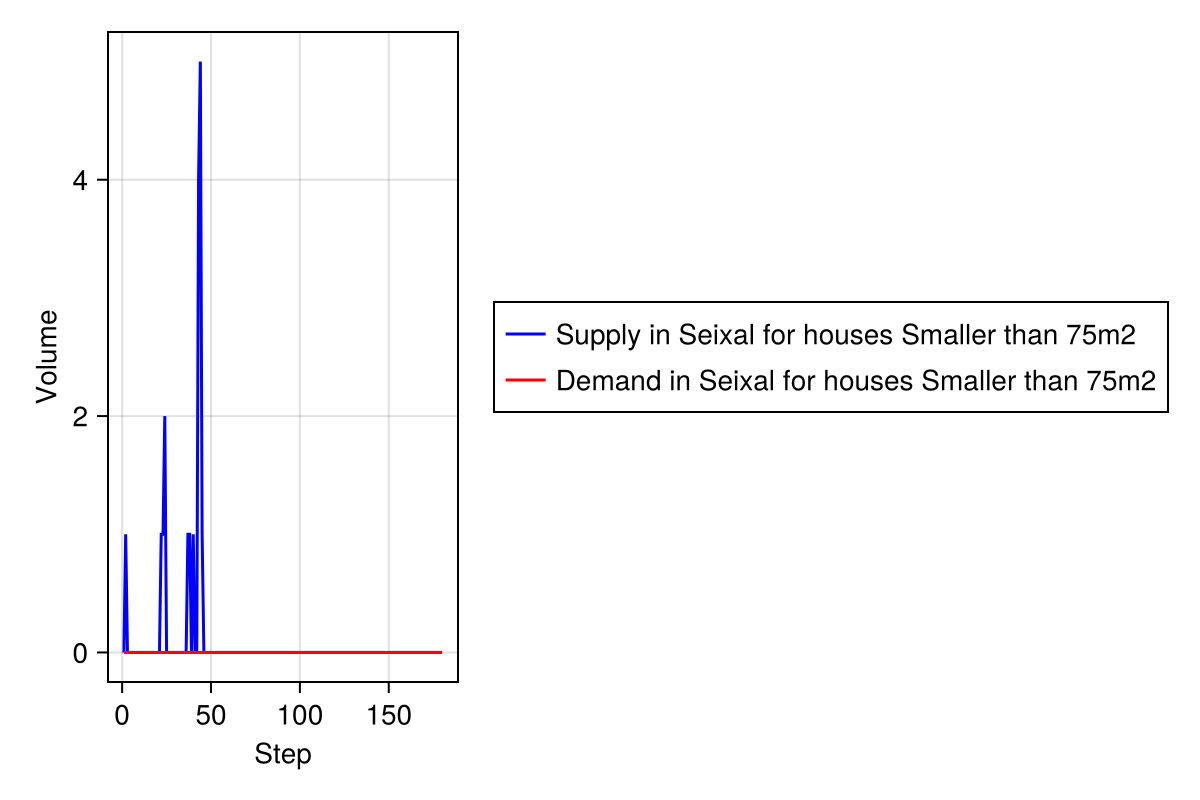 4
2
0
Volume
0 50 100 150
Step
Supply in Seixal for houses Smaller than 75m2
Demand in Seixal for houses Smaller than 75m2